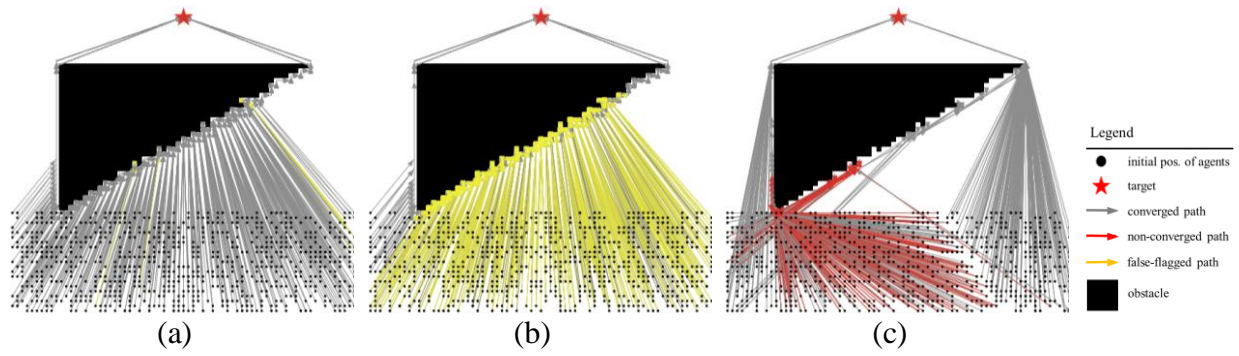 Legend
initial pos. of agents
target
converged path
non-converged path
false-flagged path
obstacle
(a) (b) (c)